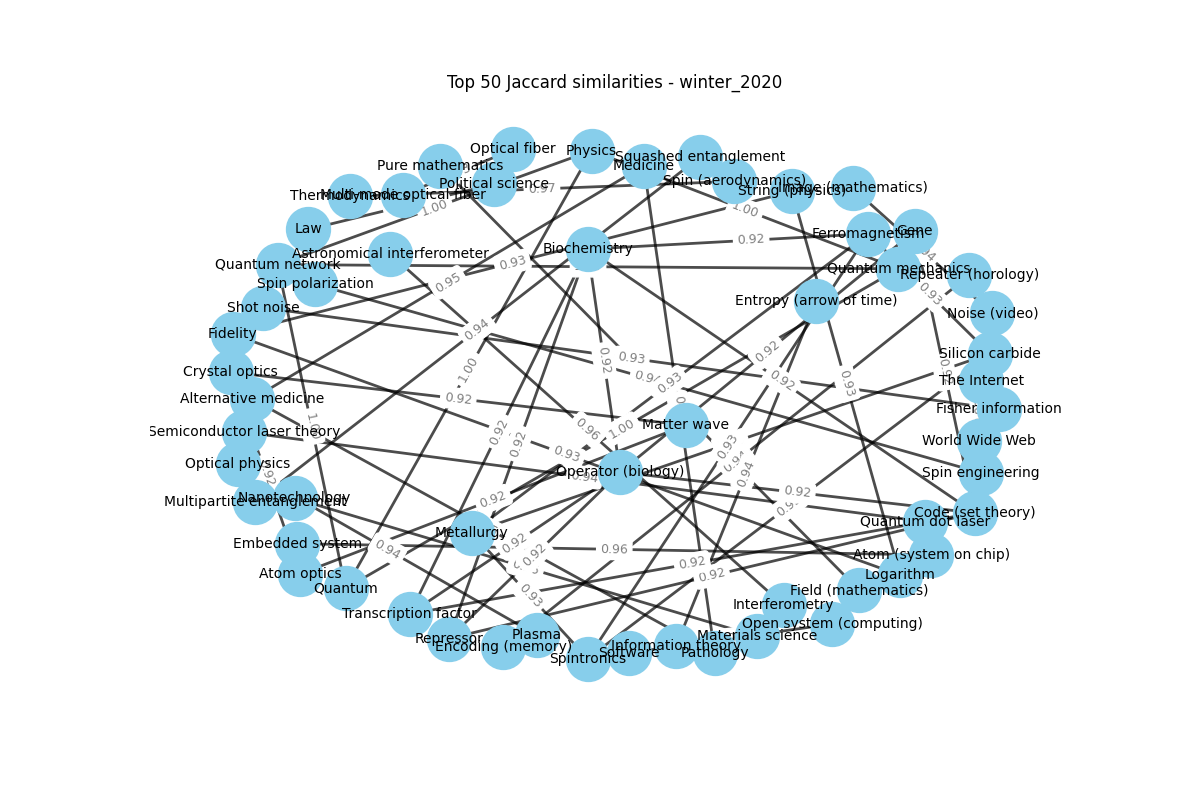 Top 50 Jaccard similarities - winter_2020
Optical fiber
Physics
Squashed entanglement
Pure mathematics
Medicine
Political science
Spin (aerodynamics)
String (physics)
Image (mathematics)
Thermodynamics
Multi-mode optical fiber
0.97
1.00
1.00
Law
Ferromagnetism
Gene
Biochemistry
0.92
Astronomical interferometer
Quantum network
0.93
Quantum mechanics
Repeater (horology)
Spin polarization
0.95
0.93
Entropy (arrow of time)
Shot noise
Noise (video)
Fidelity
0.94
0.92
0.93
0.92
Silicon carbide
Crystal optics
1.00
0.93
0.92
0.93
The Internet
Alternative medicine
0.92
Fisher information
Matter wave
Semiconductor laser theory
0.92
0.96
1.00
World Wide Web
0.92
0.93
0.93
Optical physics
Operator (biology)
0.94
0.94
Spin engineering
Multipartite entanglement
Nanotechnology
0.92
0.92
Code (set theory)
Quantum dot laser
Metallurgy
Embedded system
0.94
0.92
0.92
0.96
Atom (system on chip)
Atom optics
0.92
0.92
Logarithm
Quantum
0.93
Field (mathematics)
Transcription factor
Interferometry
Open system (computing)
Repressor
Plasma
Materials science
Encoding (memory)
Information theory
Spintronics
Software
Pathology